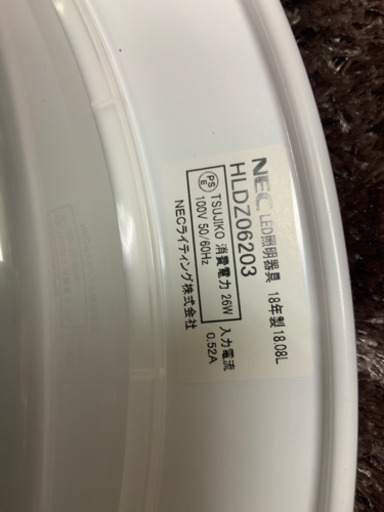 NEC LED照明器具 18年製 18.08L
HLDZ06203
PS E TSUJIKO 消費電力 26W 入力電流
100V 50/60Hz 0.52A
NECライティング株式会社